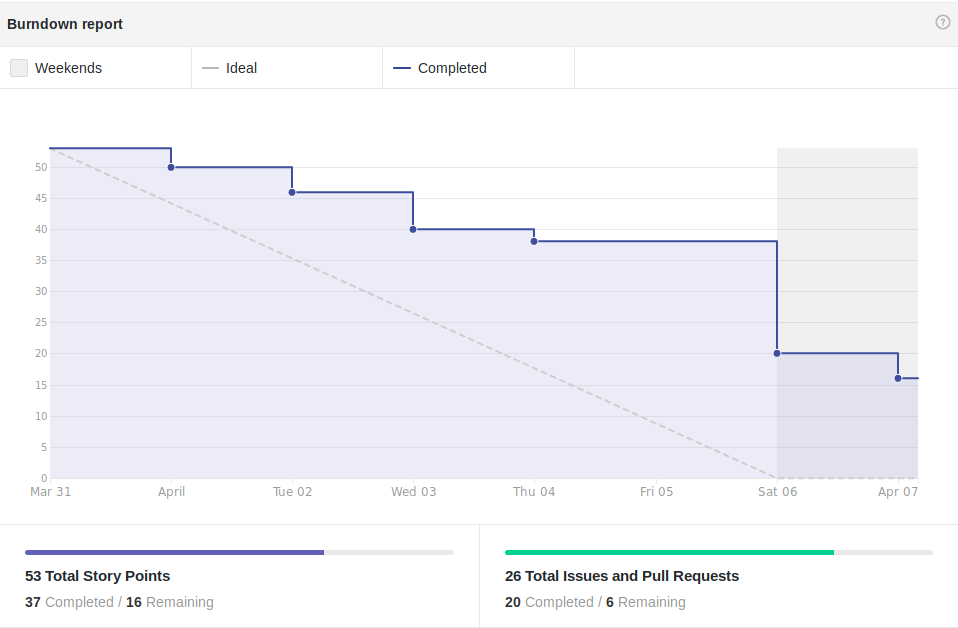 Burndown report
?
Weekends
Ideal
Completed
50
45
40
35
30
25
20
15
10
5
0
Mar 31 April Tue 02 Wed 03 Thu 04 Fri 05 Sat 06 Apr 07
53 Total Story Points
37 Completed / 16 Remaining
26 Total Issues and Pull Requests
20 Completed / 6 Remaining